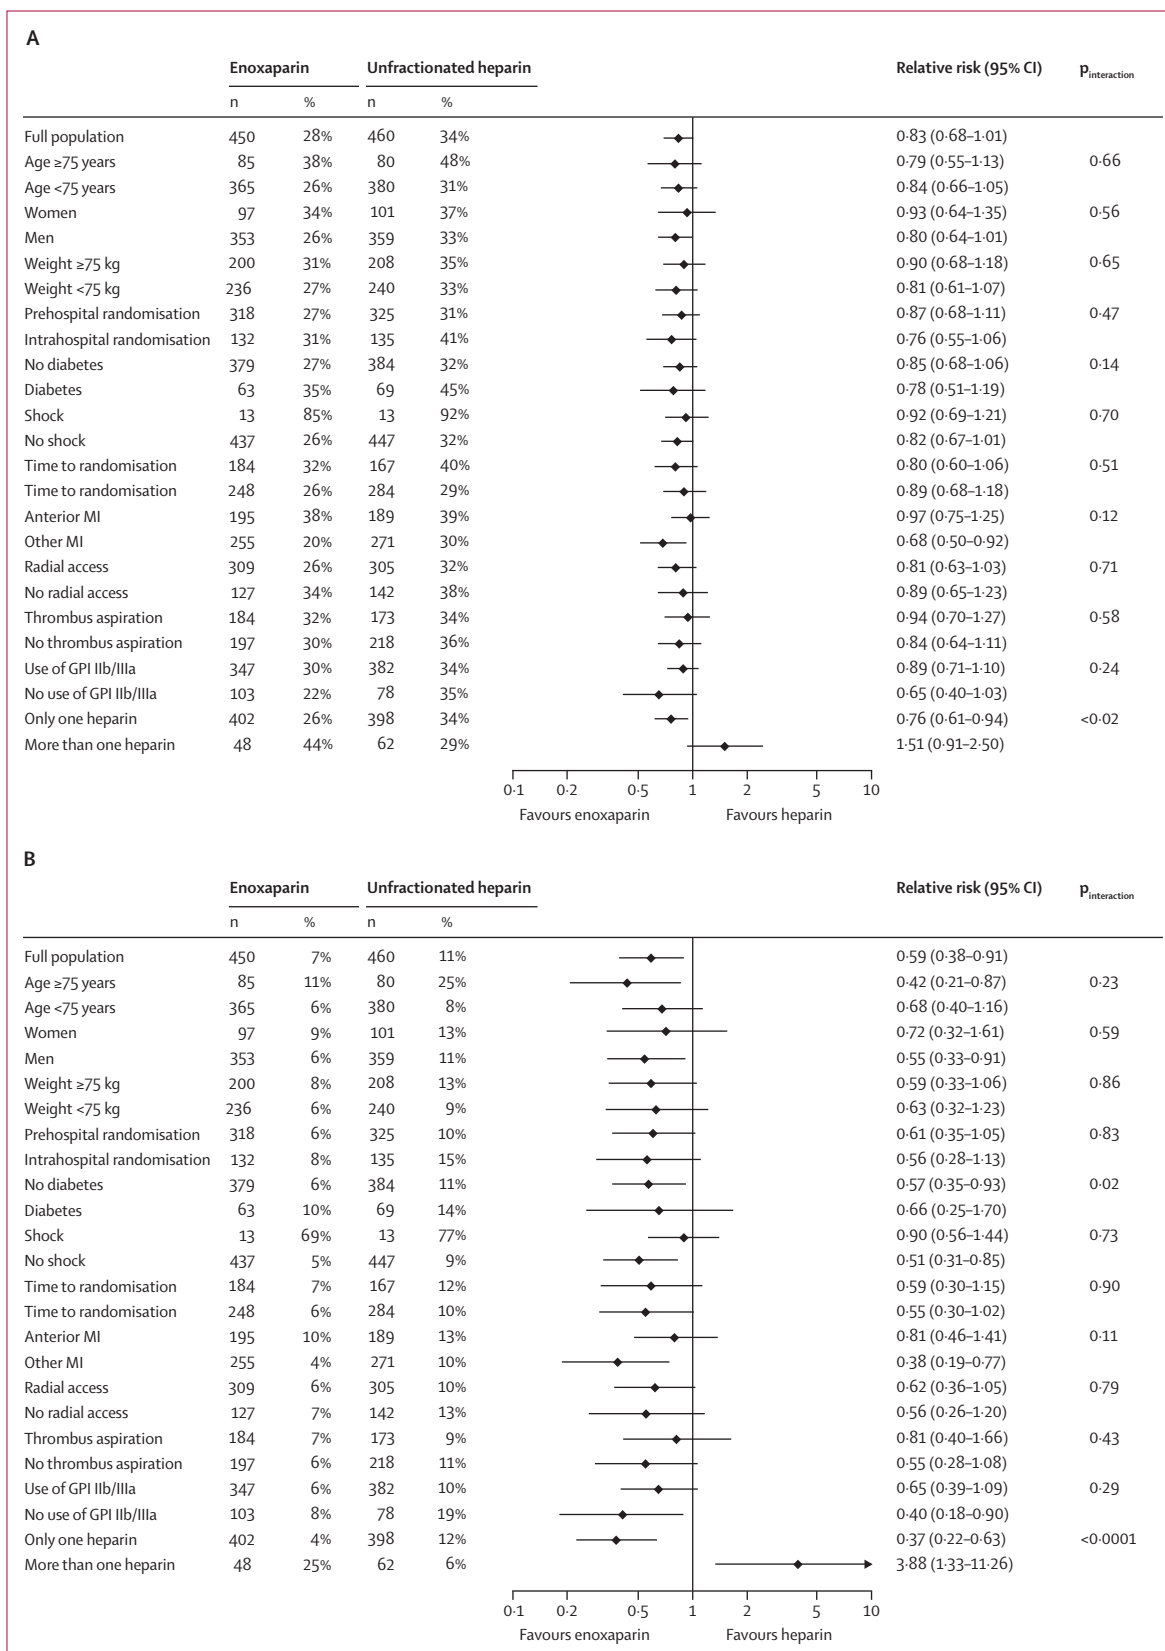 A
Enoxaparin Unfractionated heparin Relative risk (95% CI) pinteraction
n % n %
Full population 450 28% 460 34% 0·83 (0·68–1·01)
Age ≥75 years 85 38% 80 48% 0·79 (0·55–1·13) 0·66
Age <75 years 365 26% 380 31% 0·84 (0·66–1·05)
Women 97 34% 101 37% 0·93 (0·64–1·35) 0·56
Men 353 26% 359 33% 0·80 (0·64–1·01)
Weight ≥75 kg 200 31% 208 35% 0·90 (0·68–1·18) 0·65
Weight <75 kg 236 27% 240 33% 0·81 (0·61–1·07)
Prehospital randomisation 318 27% 325 31% 0·87 (0·68–1·11) 0·47
Intrahospital randomisation 132 31% 135 41% 0·76 (0·55–1·06)
No diabetes 379 27% 384 32% 0·85 (0·68–1·06) 0·14
Diabetes 63 35% 69 45% 0·78 (0·51–1·19)
Shock 13 85% 13 92% 0·92 (0·69–1·21) 0·70
No shock 437 26% 447 32% 0·82 (0·67–1·01)
Time to randomisation 184 32% 167 40% 0·80 (0·60–1·06) 0·51
Time to randomisation 248 26% 284 29% 0·89 (0·68–1·18)
Anterior MI 195 38% 189 39% 0·97 (0·75–1·25) 0·12
Other MI 255 20% 271 30% 0·68 (0·50–0·92)
Radial access 309 26% 305 32% 0·81 (0·63–1·03) 0·71
No radial access 127 34% 142 38% 0·89 (0·65–1·23)
Thrombus aspiration 184 32% 173 34% 0·94 (0·70–1·27) 0·58
No thrombus aspiration 197 30% 218 36% 0·84 (0·64–1·11)
Use of GPI IIb/IIIa 347 30% 382 34% 0·89 (0·71–1·10) 0·24
No use of GPI IIb/IIIa 103 22% 78 35% 0·65 (0·40–1·03)
Only one heparin 402 26% 398 34% 0·76 (0·61–0·94) <0·02
More than one heparin 48 44% 62 29% 1·51 (0·91–2·50)
0·1 0·2 0·5 1 2 5 10
Favours enoxaparin Favours heparin
B
Enoxaparin Unfractionated heparin Relative risk (95% CI) pinteraction
n % n %
Full population 450 7% 460 11% 0·59 (0·38–0·91)
Age ≥75 years 85 11% 80 25% 0·42 (0·21–0·87) 0·23
Age <75 years 365 6% 380 8% 0·68 (0·40–1·16)
Women 97 9% 101 13% 0·72 (0·32–1·61) 0·59
Men 353 6% 359 11% 0·55 (0·33–0·91)
Weight ≥75 kg 200 8% 208 13% 0·59 (0·33–1·06) 0·86
Weight <75 kg 236 6% 240 9% 0·63 (0·32–1·23)
Prehospital randomisation 318 6% 325 10% 0·61 (0·35–1·05) 0·83
Intrahospital randomisation 132 8% 135 15% 0·56 (0·28–1·13)
No diabetes 379 6% 384 11% 0·57 (0·35–0·93) 0·02
Diabetes 63 10% 69 14% 0·66 (0·25–1·70)
Shock 13 69% 13 77% 0·90 (0·56–1·44) 0·73
No shock 437 5% 447 9% 0·51 (0·31–0·85)
Time to randomisation 184 7% 167 12% 0·59 (0·30–1·15) 0·90
Time to randomisation 248 6% 284 10% 0·55 (0·30–1·02)
Anterior MI 195 10% 189 13% 0·81 (0·46–1·41) 0·11
Other MI 255 4% 271 10% 0·38 (0·19–0·77)
Radial access 309 6% 305 10% 0·62 (0·36–1·05) 0·79
No radial access 127 7% 142 13% 0·56 (0·26–1·20)
Thrombus aspiration 184 7% 173 9% 0·81 (0·40–1·66) 0·43
No thrombus aspiration 197 6% 218 11% 0·55 (0·28–1·08)
Use of GPI IIb/IIIa 347 6% 382 10% 0·65 (0·39–1·09) 0·29
No use of GPI IIb/IIIa 103 8% 78 19% 0·40 (0·18–0·90)
Only one heparin 402 4% 398 12% 0·37 (0·22–0·63) <0·0001
More than one heparin 48 25% 62 6% 3·88 (1·33–11·26)
0·1 0·2 0·5 1 2 5 10
Favours enoxaparin Favours heparin